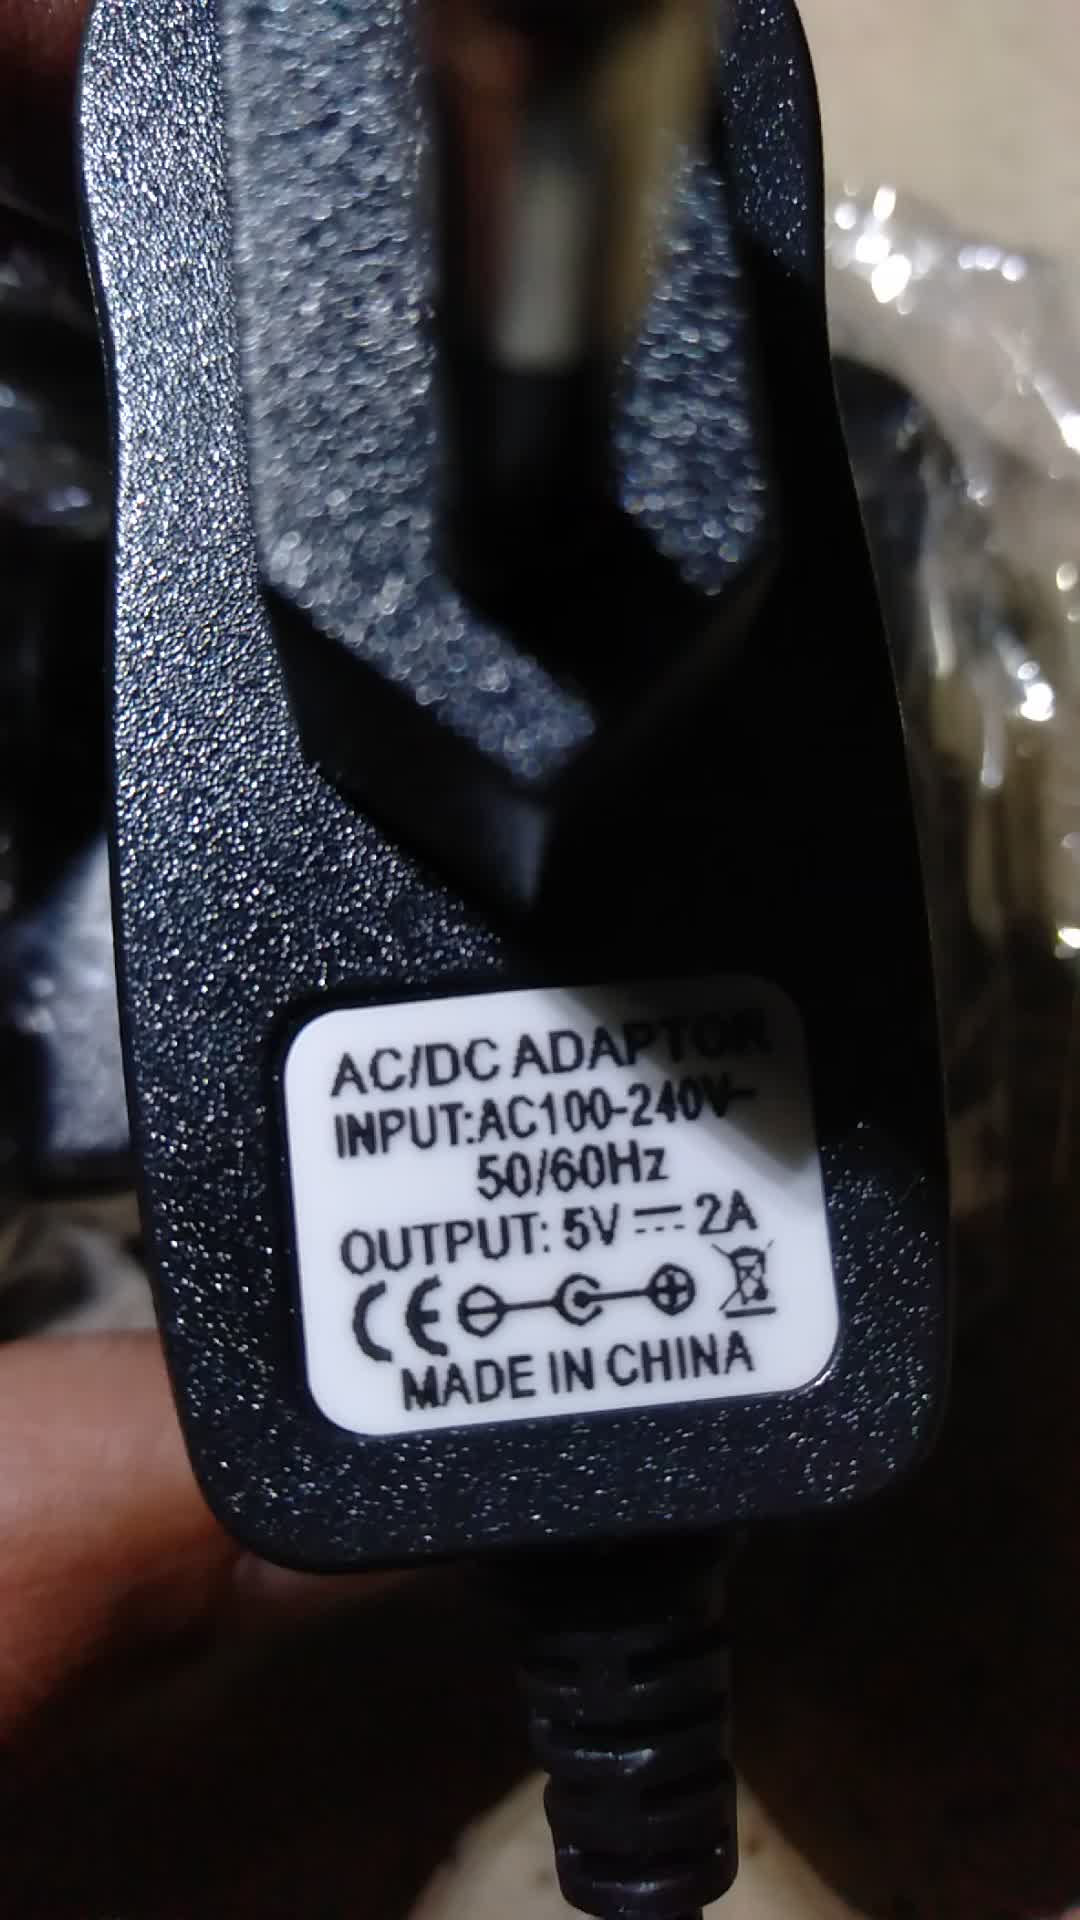 AC/DC ADAPTOR
INPUT:AC100-240V~
50/60Hz
OUTPUT: 5V ⎓ 2A
CE
MADE IN CHINA